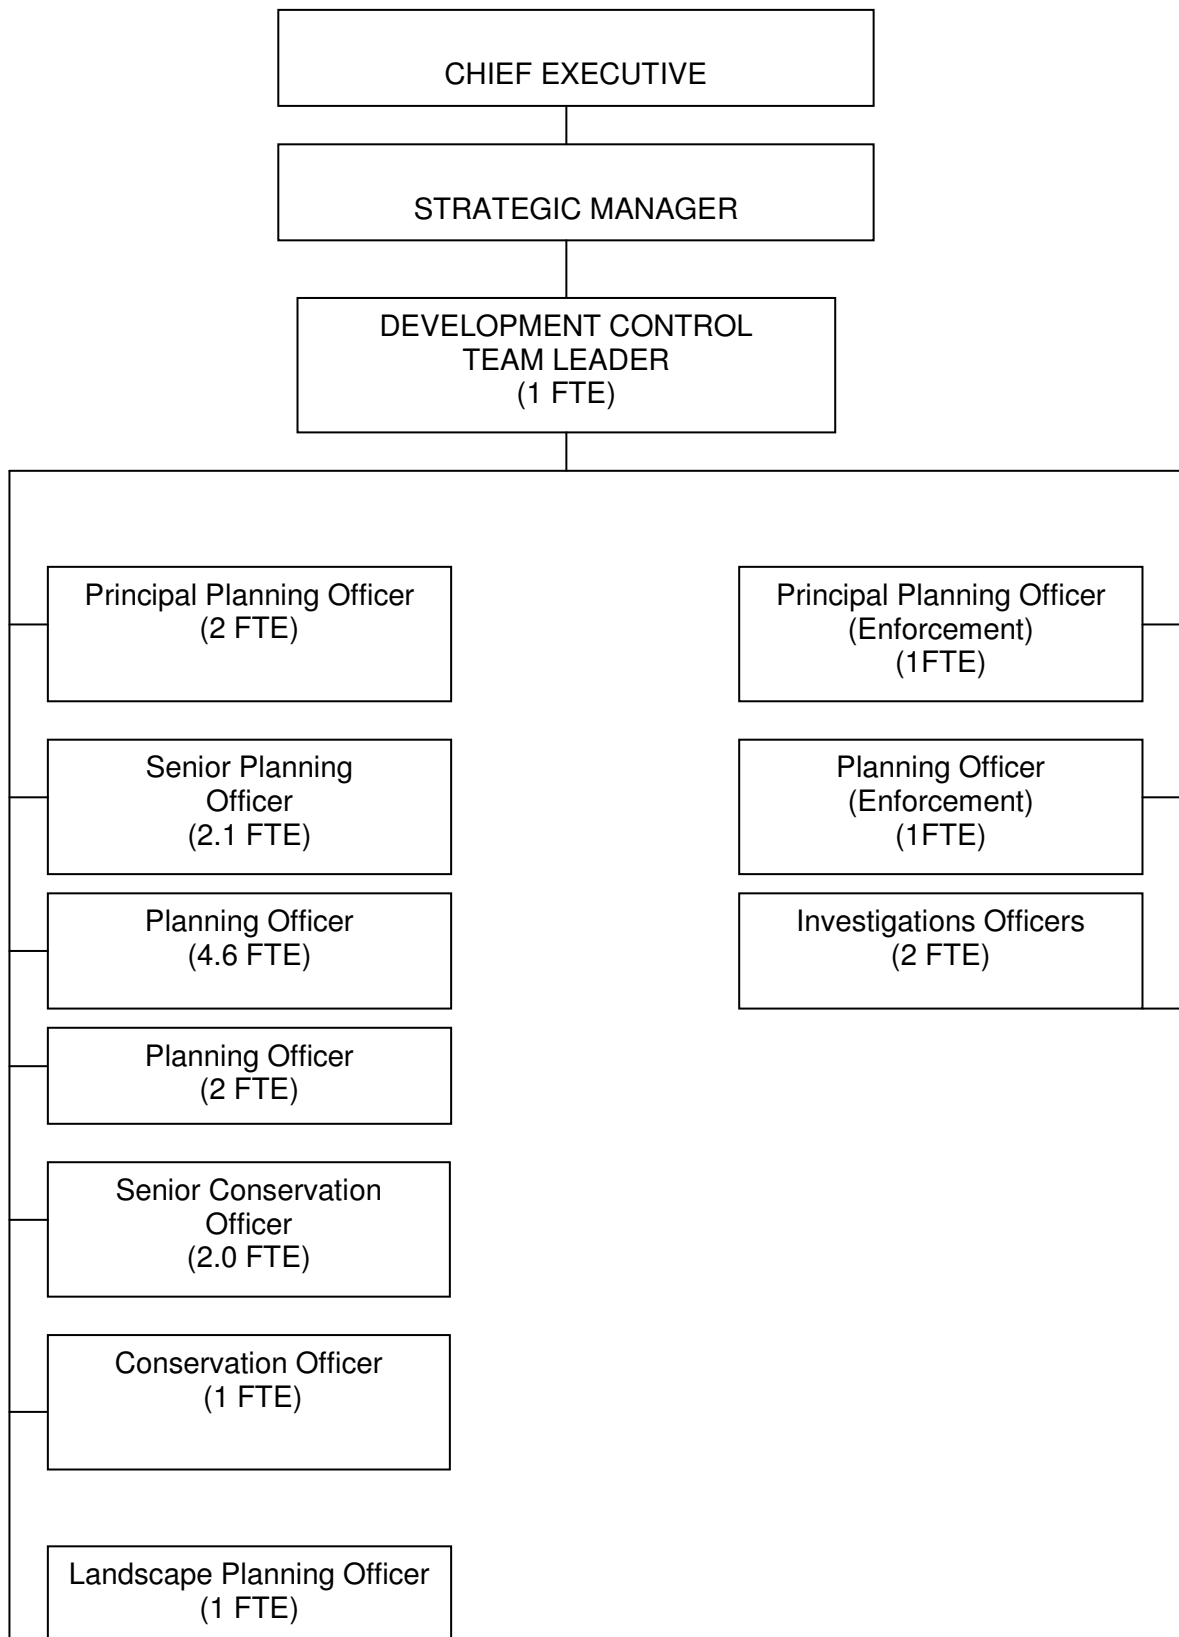 CHIEF EXECUTIVE
STRATEGIC MANAGER
DEVELOPMENT CONTROL
TEAM LEADER
(1 FTE)
Principal Planning Officer
(2 FTE)
Senior Planning
Officer
(2.1 FTE)
Planning Officer
(4.6 FTE)
Planning Officer
(2 FTE)
Senior Conservation
Officer
(2.0 FTE)
Conservation Officer
(1 FTE)
Landscape Planning Officer
(1 FTE)
Principal Planning Officer
(Enforcement)
(1FTE)
Planning Officer
(Enforcement)
(1FTE)
Investigations Officers
(2 FTE)